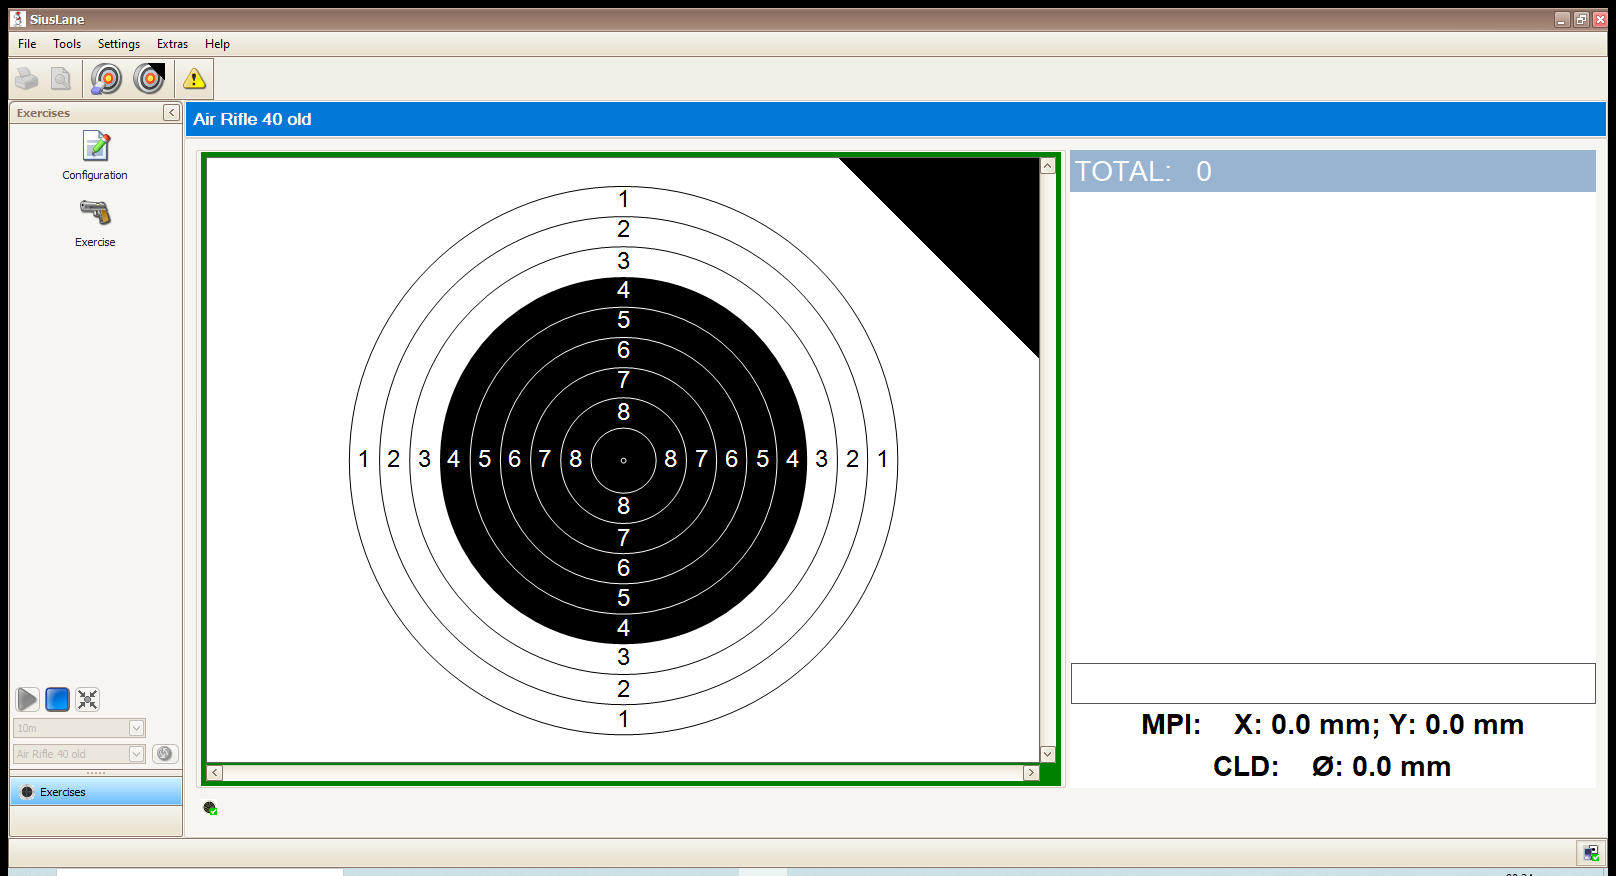 SiusLane
File Tools Settings Extras Help
Exercises
Configuration
Exercise
10m
Air Rifle 40 old
Exercises
Air Rifle 40 old
1
2
3
4
5
6
7
8
1 2 3 4 5 6 7 8 8 7 6 5 4 3 2 1
8
7
6
5
4
3
2
1
TOTAL: 0
MPI: X: 0.0 mm; Y: 0.0 mm
CLD: Ø: 0.0 mm